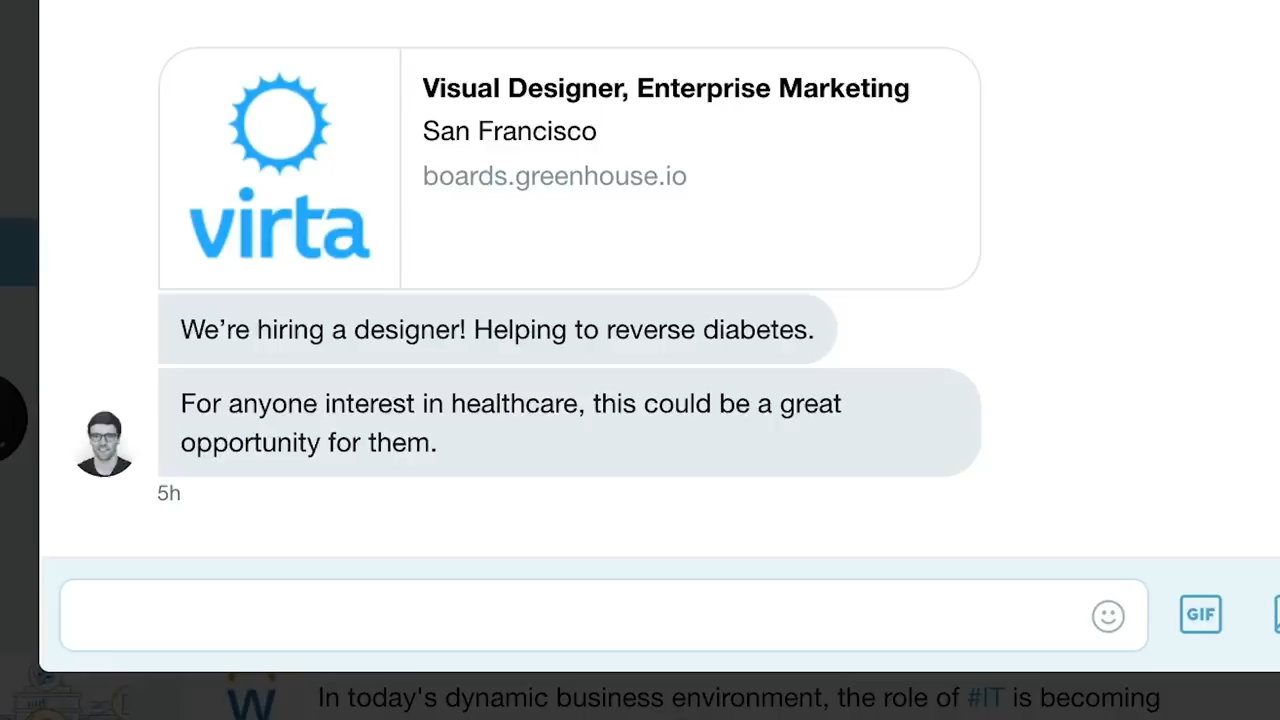 Visual Designer, Enterprise Marketing
San Francisco
boards.greenhouse.io
virta
We’re hiring a designer! Helping to reverse diabetes.
For anyone interest in healthcare, this could be a great
opportunity for them.
5h
GIF
W
In today's dynamic business environment, the role of #IT is becoming